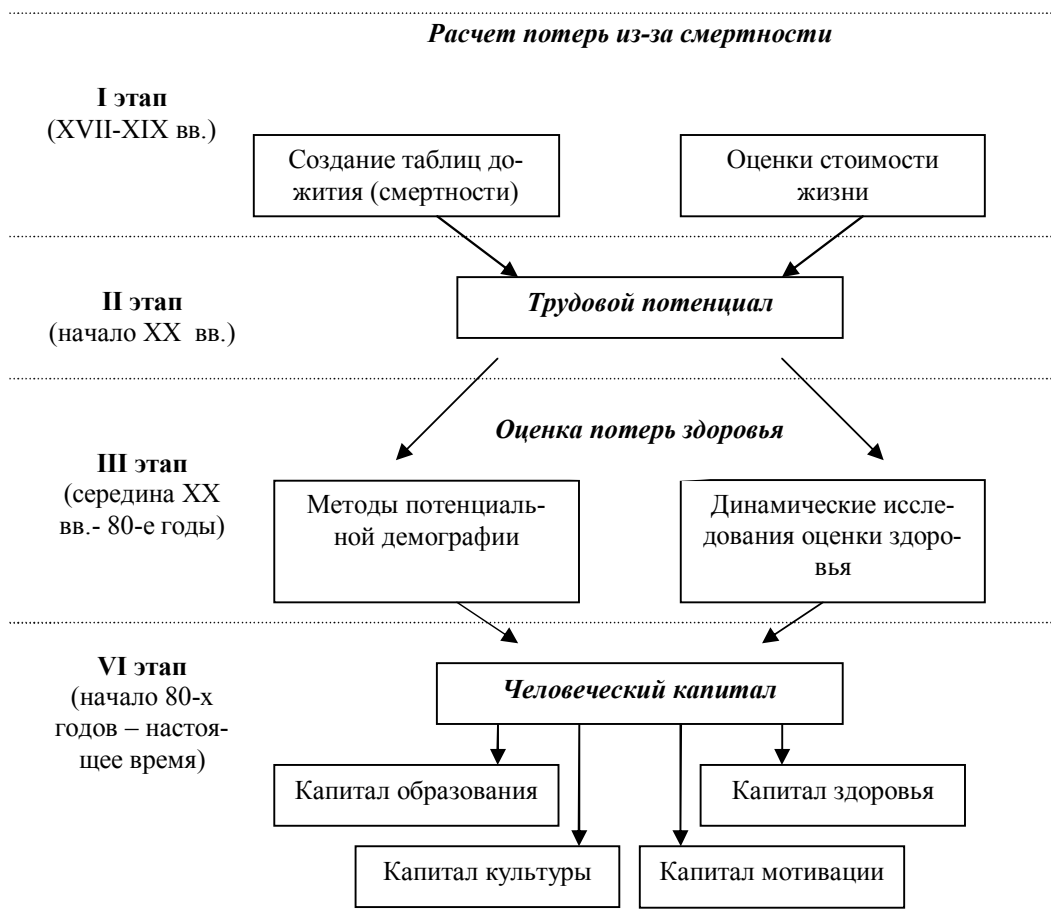 Расчет потерь из-за смертности
I этап
(XVII-XIX вв.)
Создание таблиц до-
жития (смертности)
Оценки стоимости
жизни
II этап
(начало XX  вв.)
Трудовой потенциал
Оценка потерь здоровья
III этап
(середина XX
вв.- 80-е годы)
Методы потенциаль-
ной демографии
Динамические иссле-
дования оценки здоро-
вья
VI этап
(начало 80-х
годов – настоя-
щее время)
Человеческий капитал
Капитал образования
Капитал здоровья
Капитал культуры
Капитал мотивации